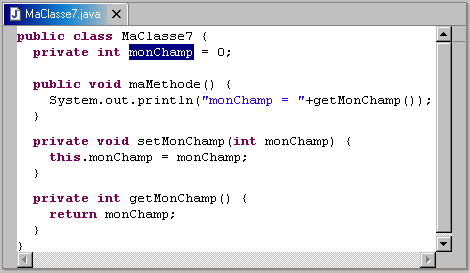 MaClasse7.java
public class MaClasse7 {
  private int monChamp = 0;

  public void maMethode() {
    System.out.println("monChamp = "+getMonChamp());
  }

  private void setMonChamp(int monChamp) {
    this.monChamp = monChamp;
  }

  private int getMonChamp() {
    return monChamp;
  }
}